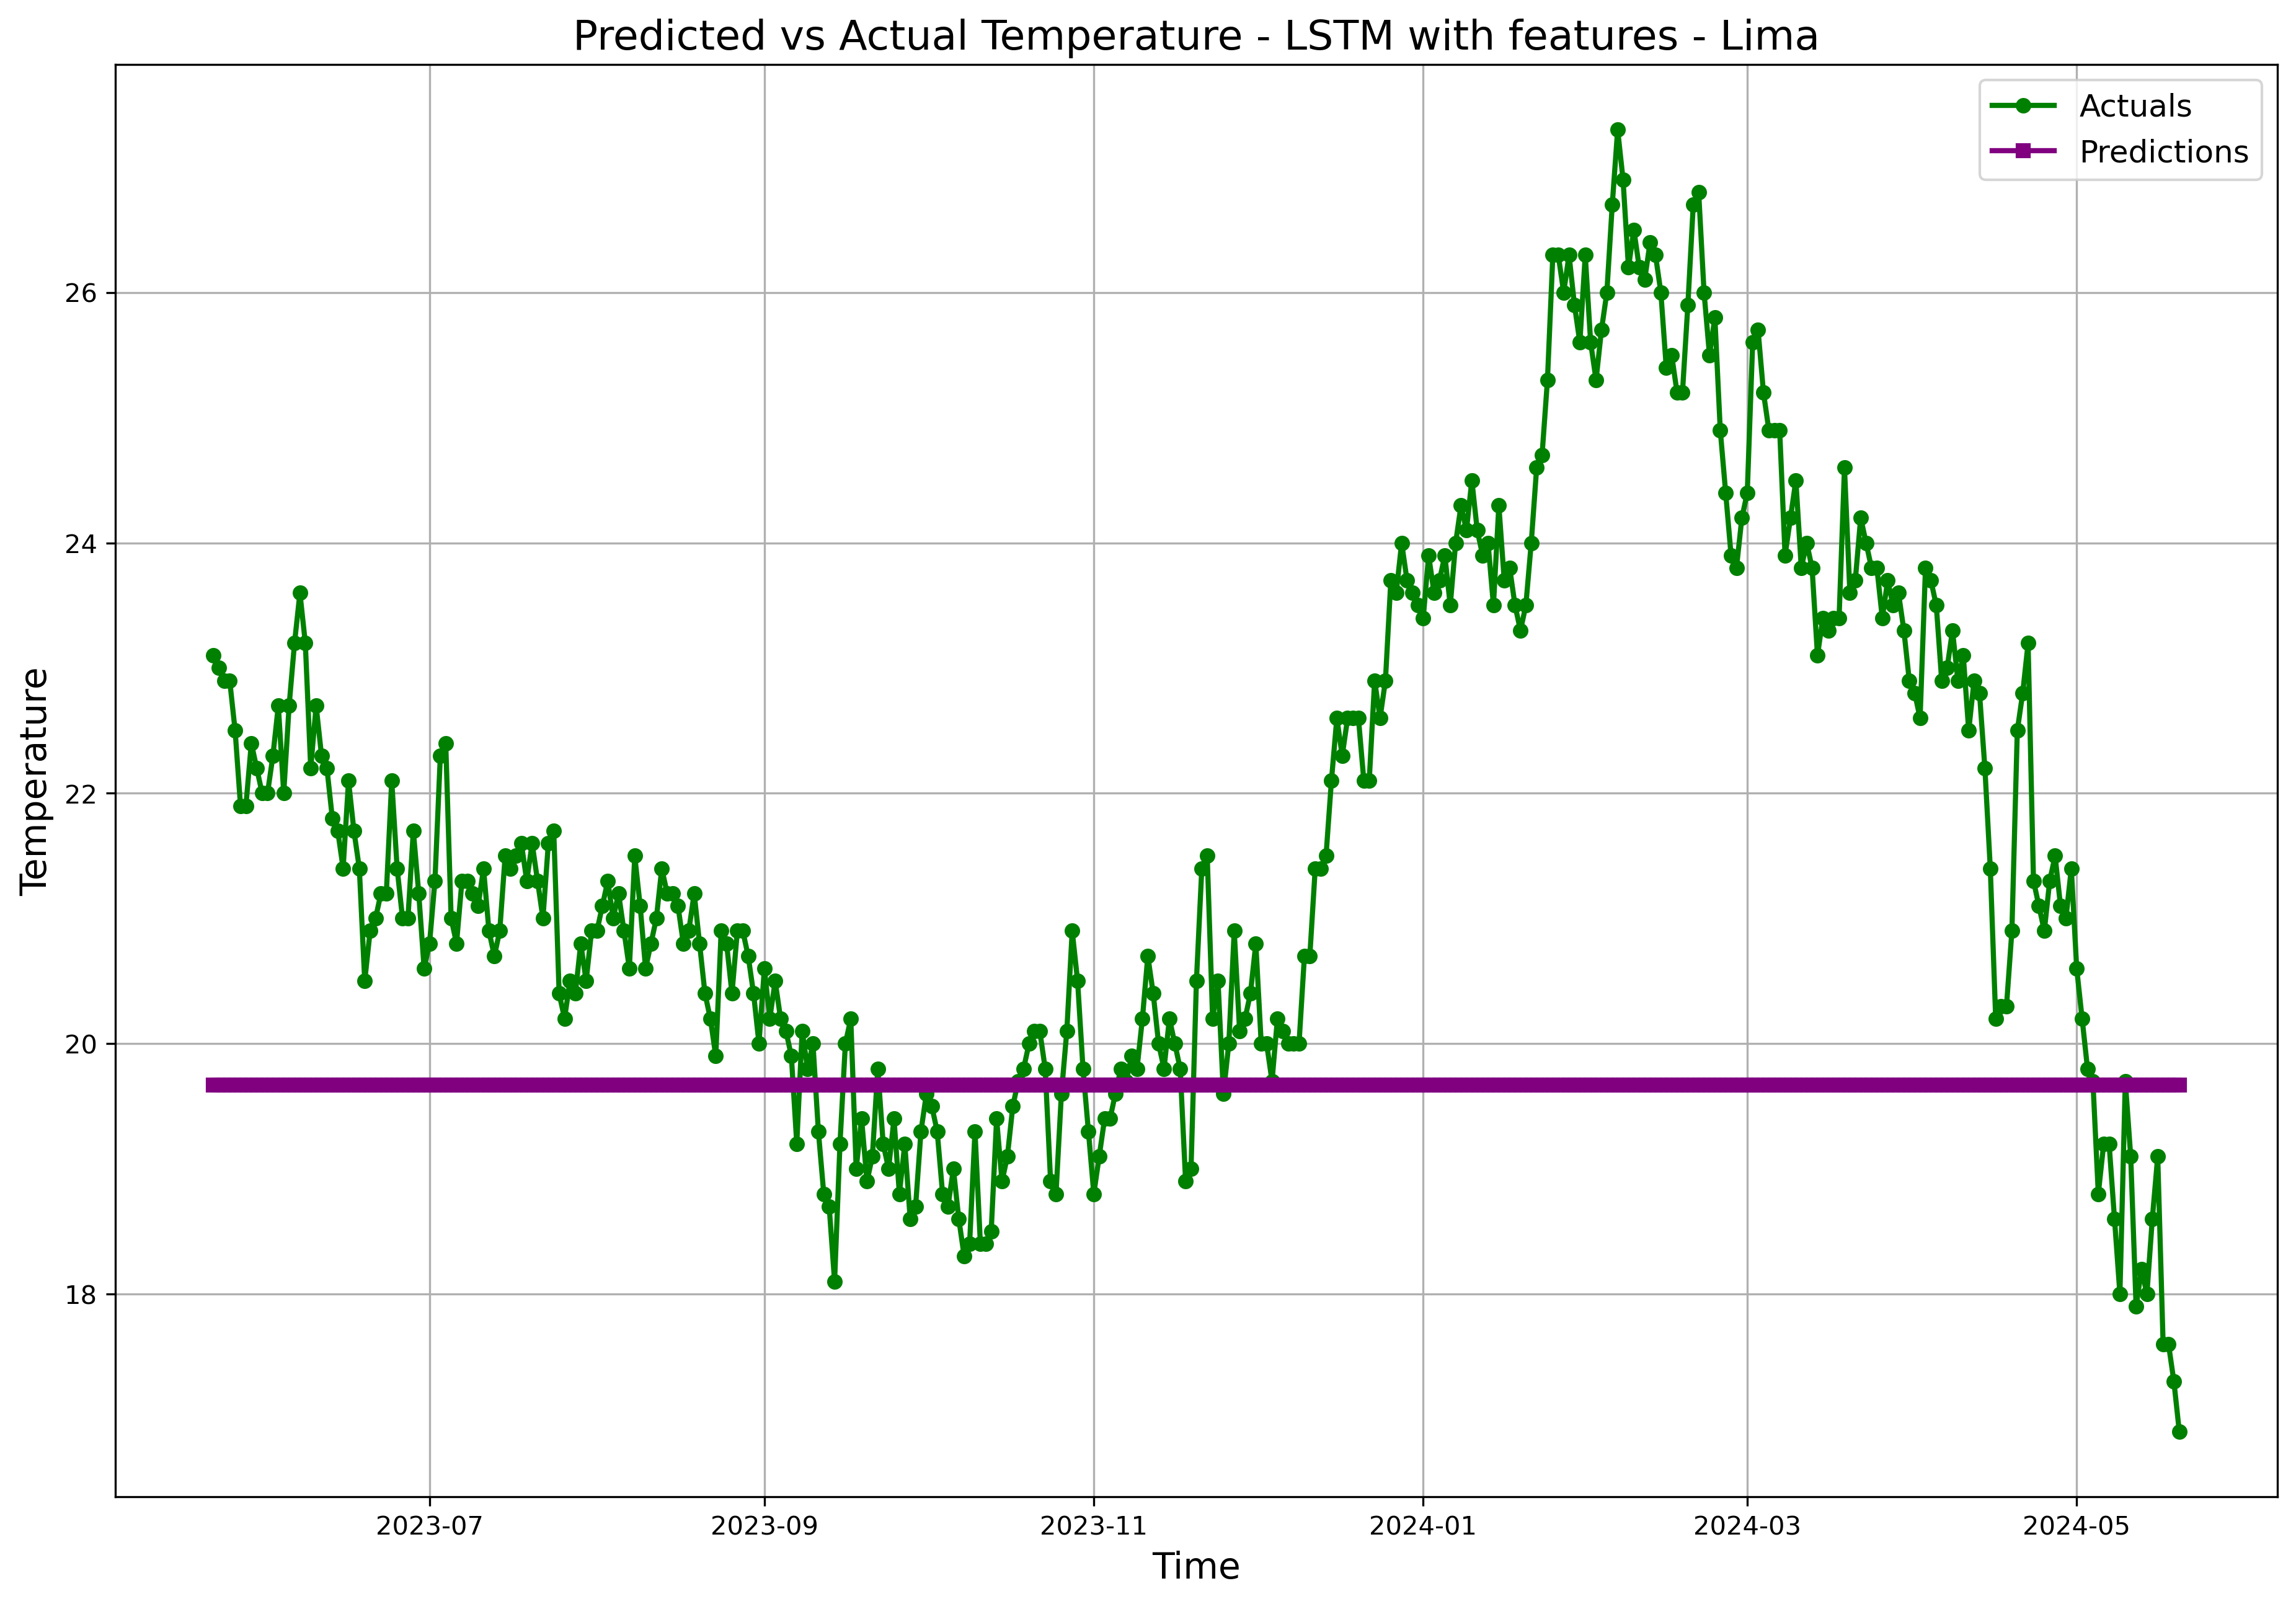 Predicted vs Actual Temperature - LSTM with features - Lima
Actuals
Predictions
Temperature
26
24
22
20
18
2023-07
2023-09
2023-11
2024-01
2024-03
2024-05
Time